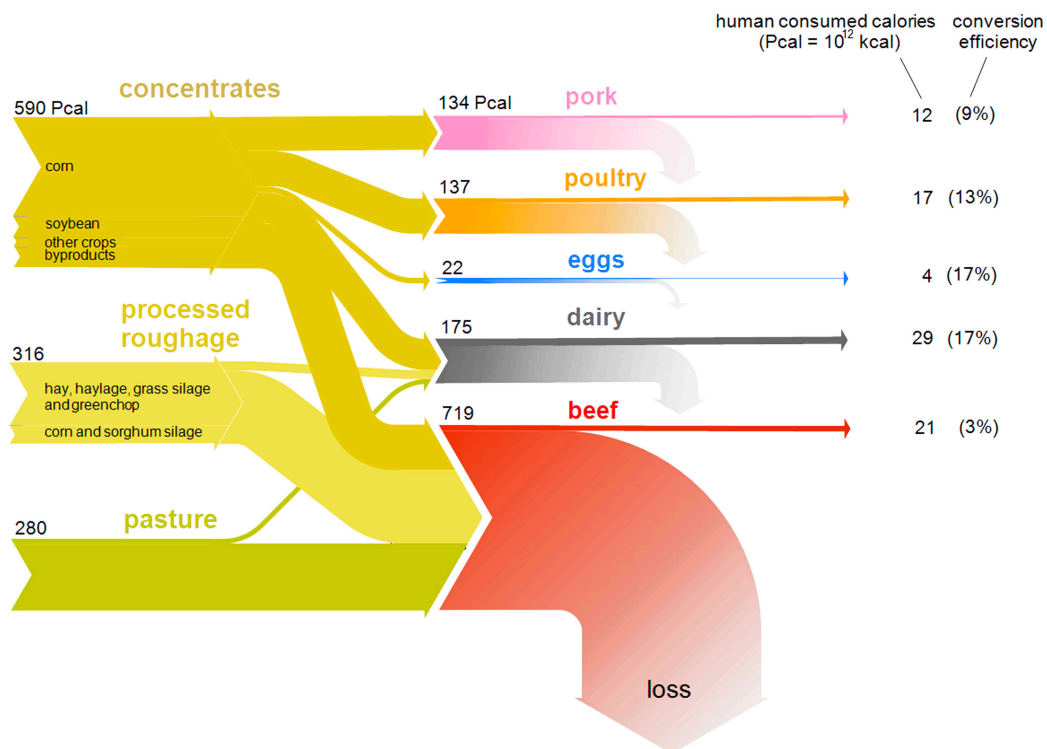 human consumed calories
(Pcal = 10^12 kcal)
conversion
efficiency
concentrates
590 Pcal
corn
soybean
other crops
byproducts
134 Pcal
pork
12
(9%)
137
poultry
17
(13%)
22
eggs
4
(17%)
175
dairy
29
(17%)
processed
roughage
316
hay, haylage, grass silage
and greenchop
corn and sorghum silage
719
beef
21
(3%)
pasture
280
loss